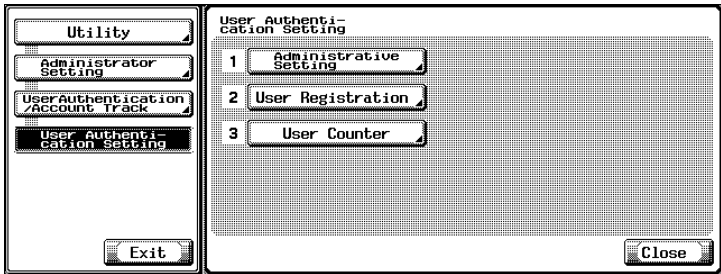 Utility
Administrator
Setting
UserAuthentication
/Account Track
User Authenti-
cation Setting
Exit
User Authenti-
cation Setting
1 Administrative
Setting
2 User Registration
3 User Counter
Close